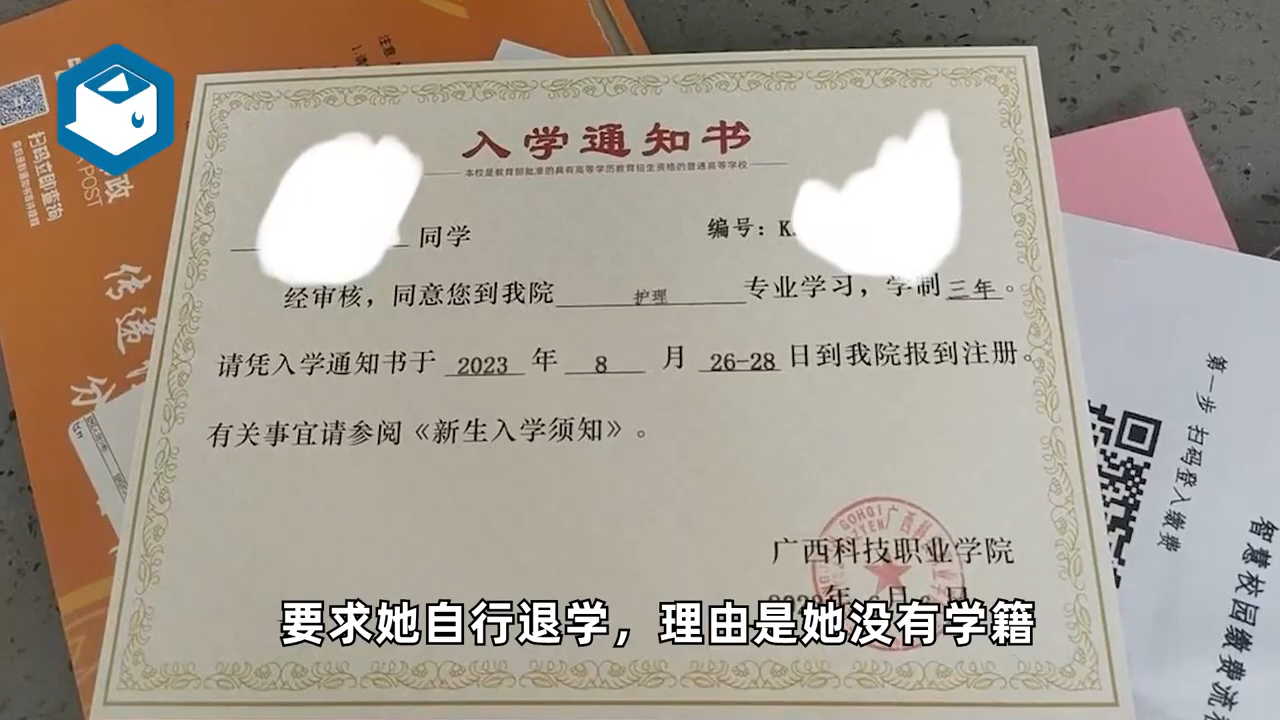 入学通知书
本校是教育部批准的具有高等学历教育招生资格的普通高等学校
同学
编号：K
经审核，同意您到我院 护理 专业学习，学制三年。
请凭入学通知书于 2023 年 8 月 26-28 日到我院报到注册。
有关事宜请参阅《新生入学须知》。
广西科技职业学院
要求她自行退学，理由是她没有学籍
扫码立即查询
POST
第一步 扫码登入缴费
智慧校园缴费流